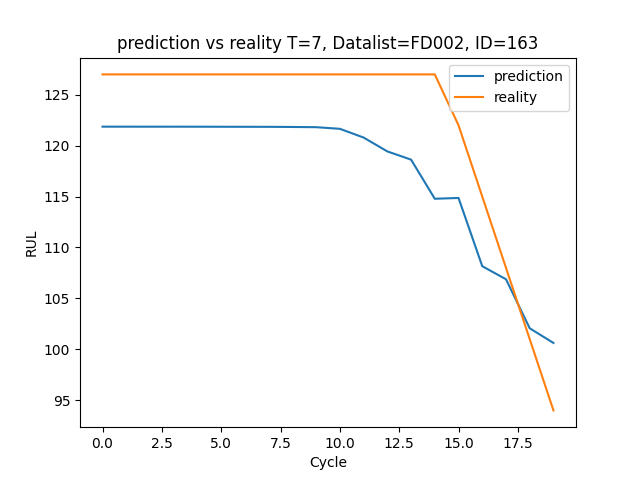 prediction vs reality T=7, Datalist=FD002, ID=163
prediction
reality
RUL
125
120
115
110
105
100
95
0.0 2.5 5.0 7.5 10.0 12.5 15.0 17.5
Cycle